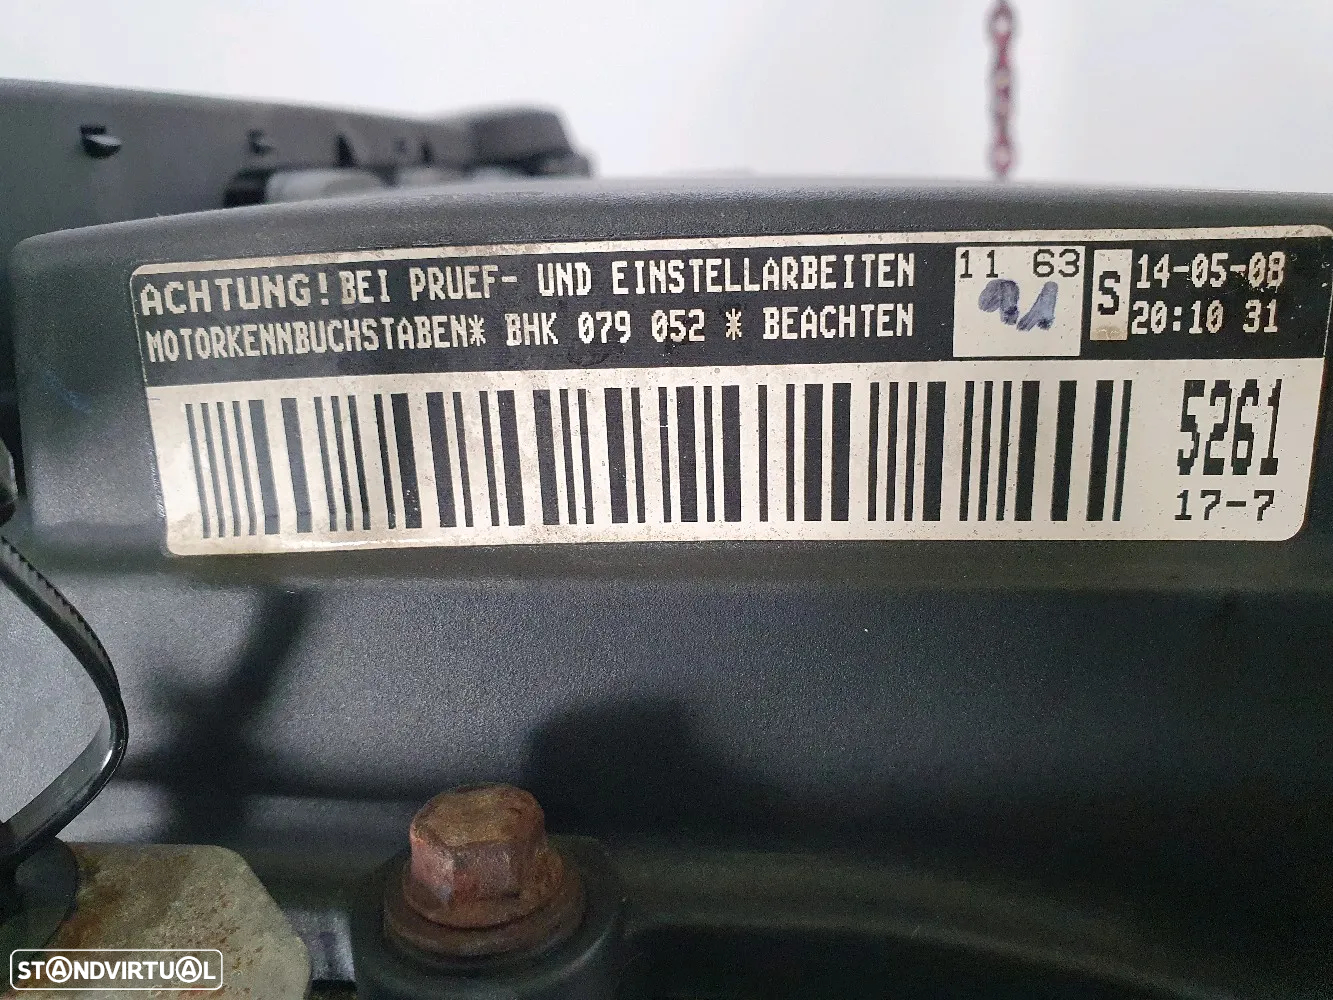 ACHTUNG! BEI PRUEF- UND EINSTELLARBEITEN
MOTORKENNBUCHSTABEN* BHK 079 052 * BEACHTEN
11 63
S
14-05-08
20:10 31
5261
17-7
STANDVIRTUAL